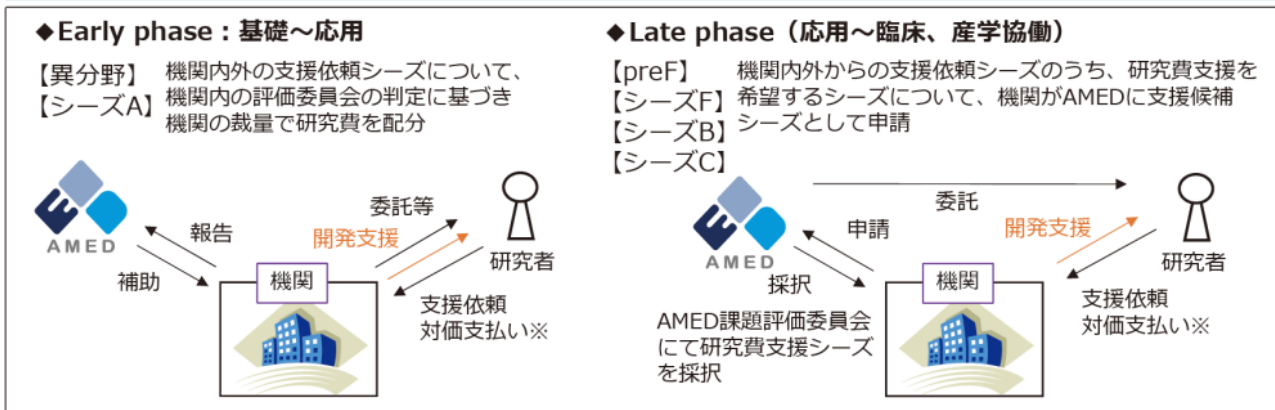 ◆Early phase：基礎～応用
【異分野】 機関内外の支援依頼シーズについて、
【シーズA】 機関内の評価委員会の判定に基づき
機関の裁量で研究費を配分
AMED
報告
補助
機関
委託等
開発支援
研究者
支援依頼
対価支払い※
◆Late phase（応用～臨床、産学協働）
【preF】 機関内外からの支援依頼シーズのうち、研究費支援を
【シーズF】 希望するシーズについて、機関がAMEDに支援候補
【シーズB】 シーズとして申請
【シーズC】
AMED
委託
申請
採択
機関
開発支援
研究者
支援依頼
対価支払い※
AMED課題評価委員会
にて研究費支援シーズ
を採択